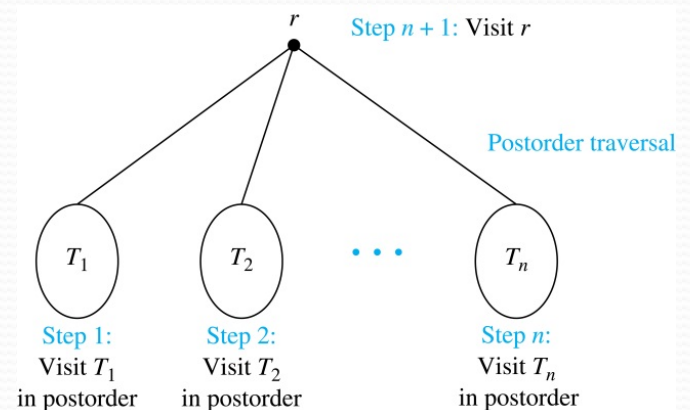 r
Step n + 1: Visit r
Postorder traversal
T₁
T₂
. . .
Tₙ
Step 1:
Visit T₁
in postorder
Step 2:
Visit T₂
in postorder
Step n:
Visit Tₙ
in postorder